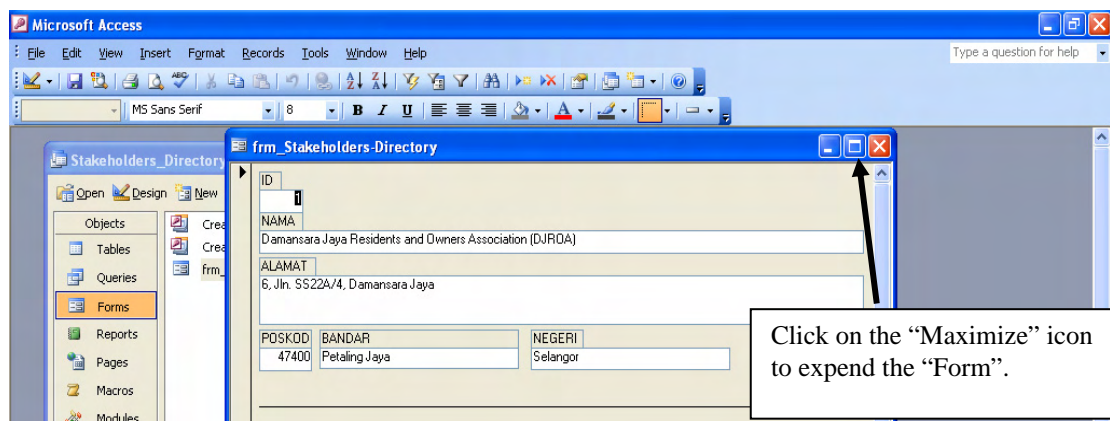 Microsoft Access
File Edit View Insert Format Records Tools Window Help Type a question for help
MS Sans Serif 8 B I U
Stakeholders_Directory
frm_Stakeholders-Directory
Open Design New
Objects
Tables
Queries
Forms
Reports
Pages
Macros
Modules
Crea
Crea
frm_
ID
1
NAMA
Damansara Jaya Residents and Owners Association (DJROA)
ALAMAT
6, Jln. SS22A/4, Damansara Jaya
POSKOD BANDAR NEGERI
47400 Petaling Jaya Selangor
Click on the “Maximize” icon
to expend the “Form”.